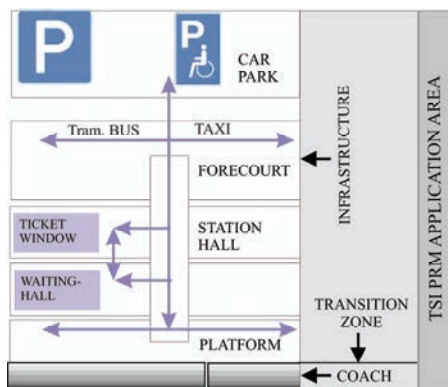 P
P
CAR
PARK
Tram. BUS
TAXI
FORECOURT
TICKET
WINDOW
STATION
HALL
WAITING-
HALL
PLATFORM
INFRASTRUCTURE
TRANSITION
ZONE
COACH
TSI PRM APPLICATION AREA